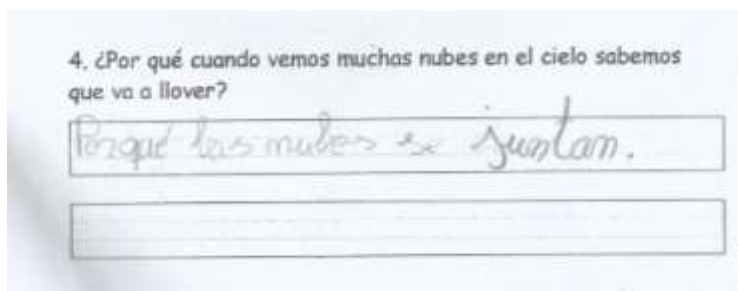 4. ¿Por qué cuando vemos muchas nubes en el cielo sabemos
que va a llover?
Porqué las nubes se juntan.